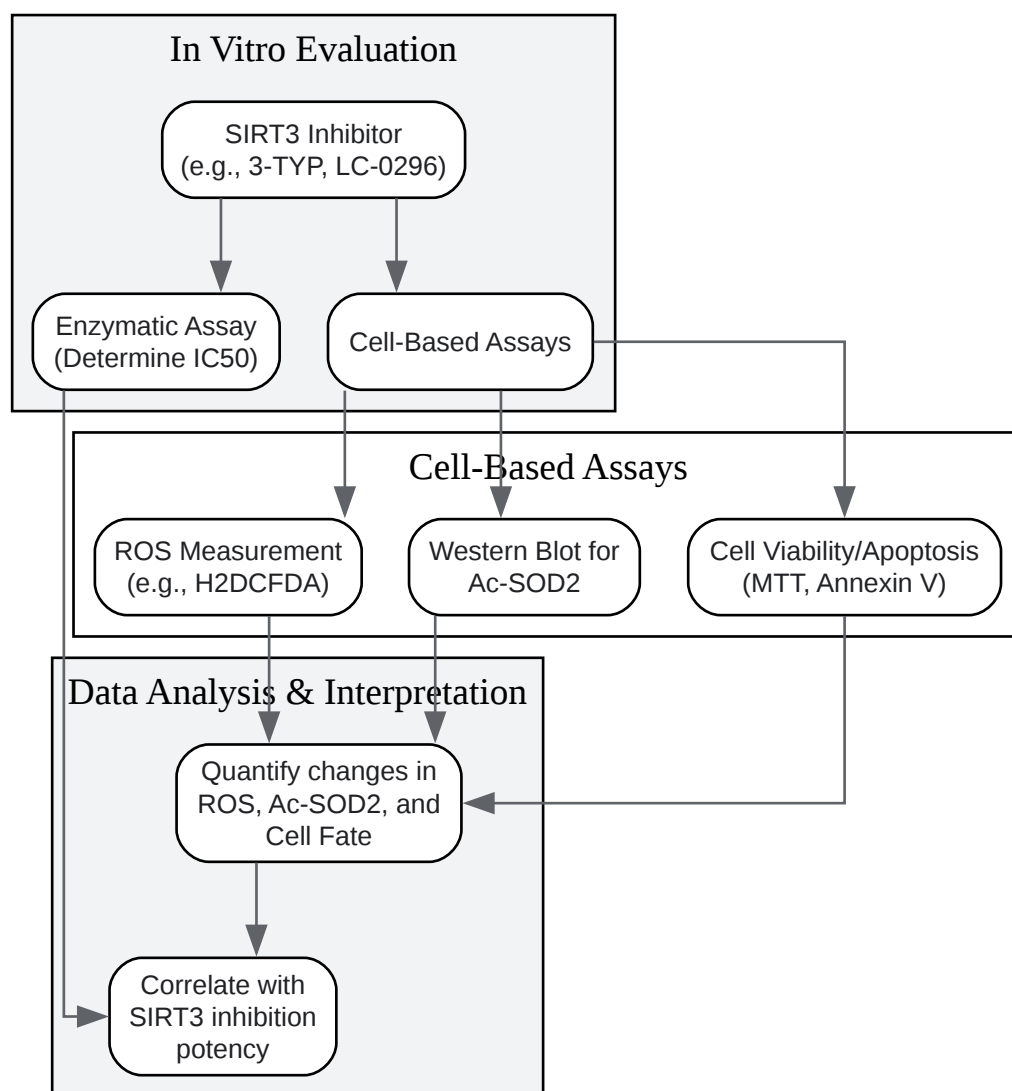 In Vitro Evaluation
SIRT3 Inhibitor
(e.g., 3-TYP, LC-0296)
Enzymatic Assay
(Determine IC50)
Cell-Based Assays
Cell-Based Assays
ROS Measurement
(e.g., H2DCFDA)
Western Blot for
Ac-SOD2
Cell Viability/Apoptosis
(MTT, Annexin V)
Data Analysis & Interpretation
Quantify changes in
ROS, Ac-SOD2, and
Cell Fate
Correlate with
SIRT3 inhibition
potency